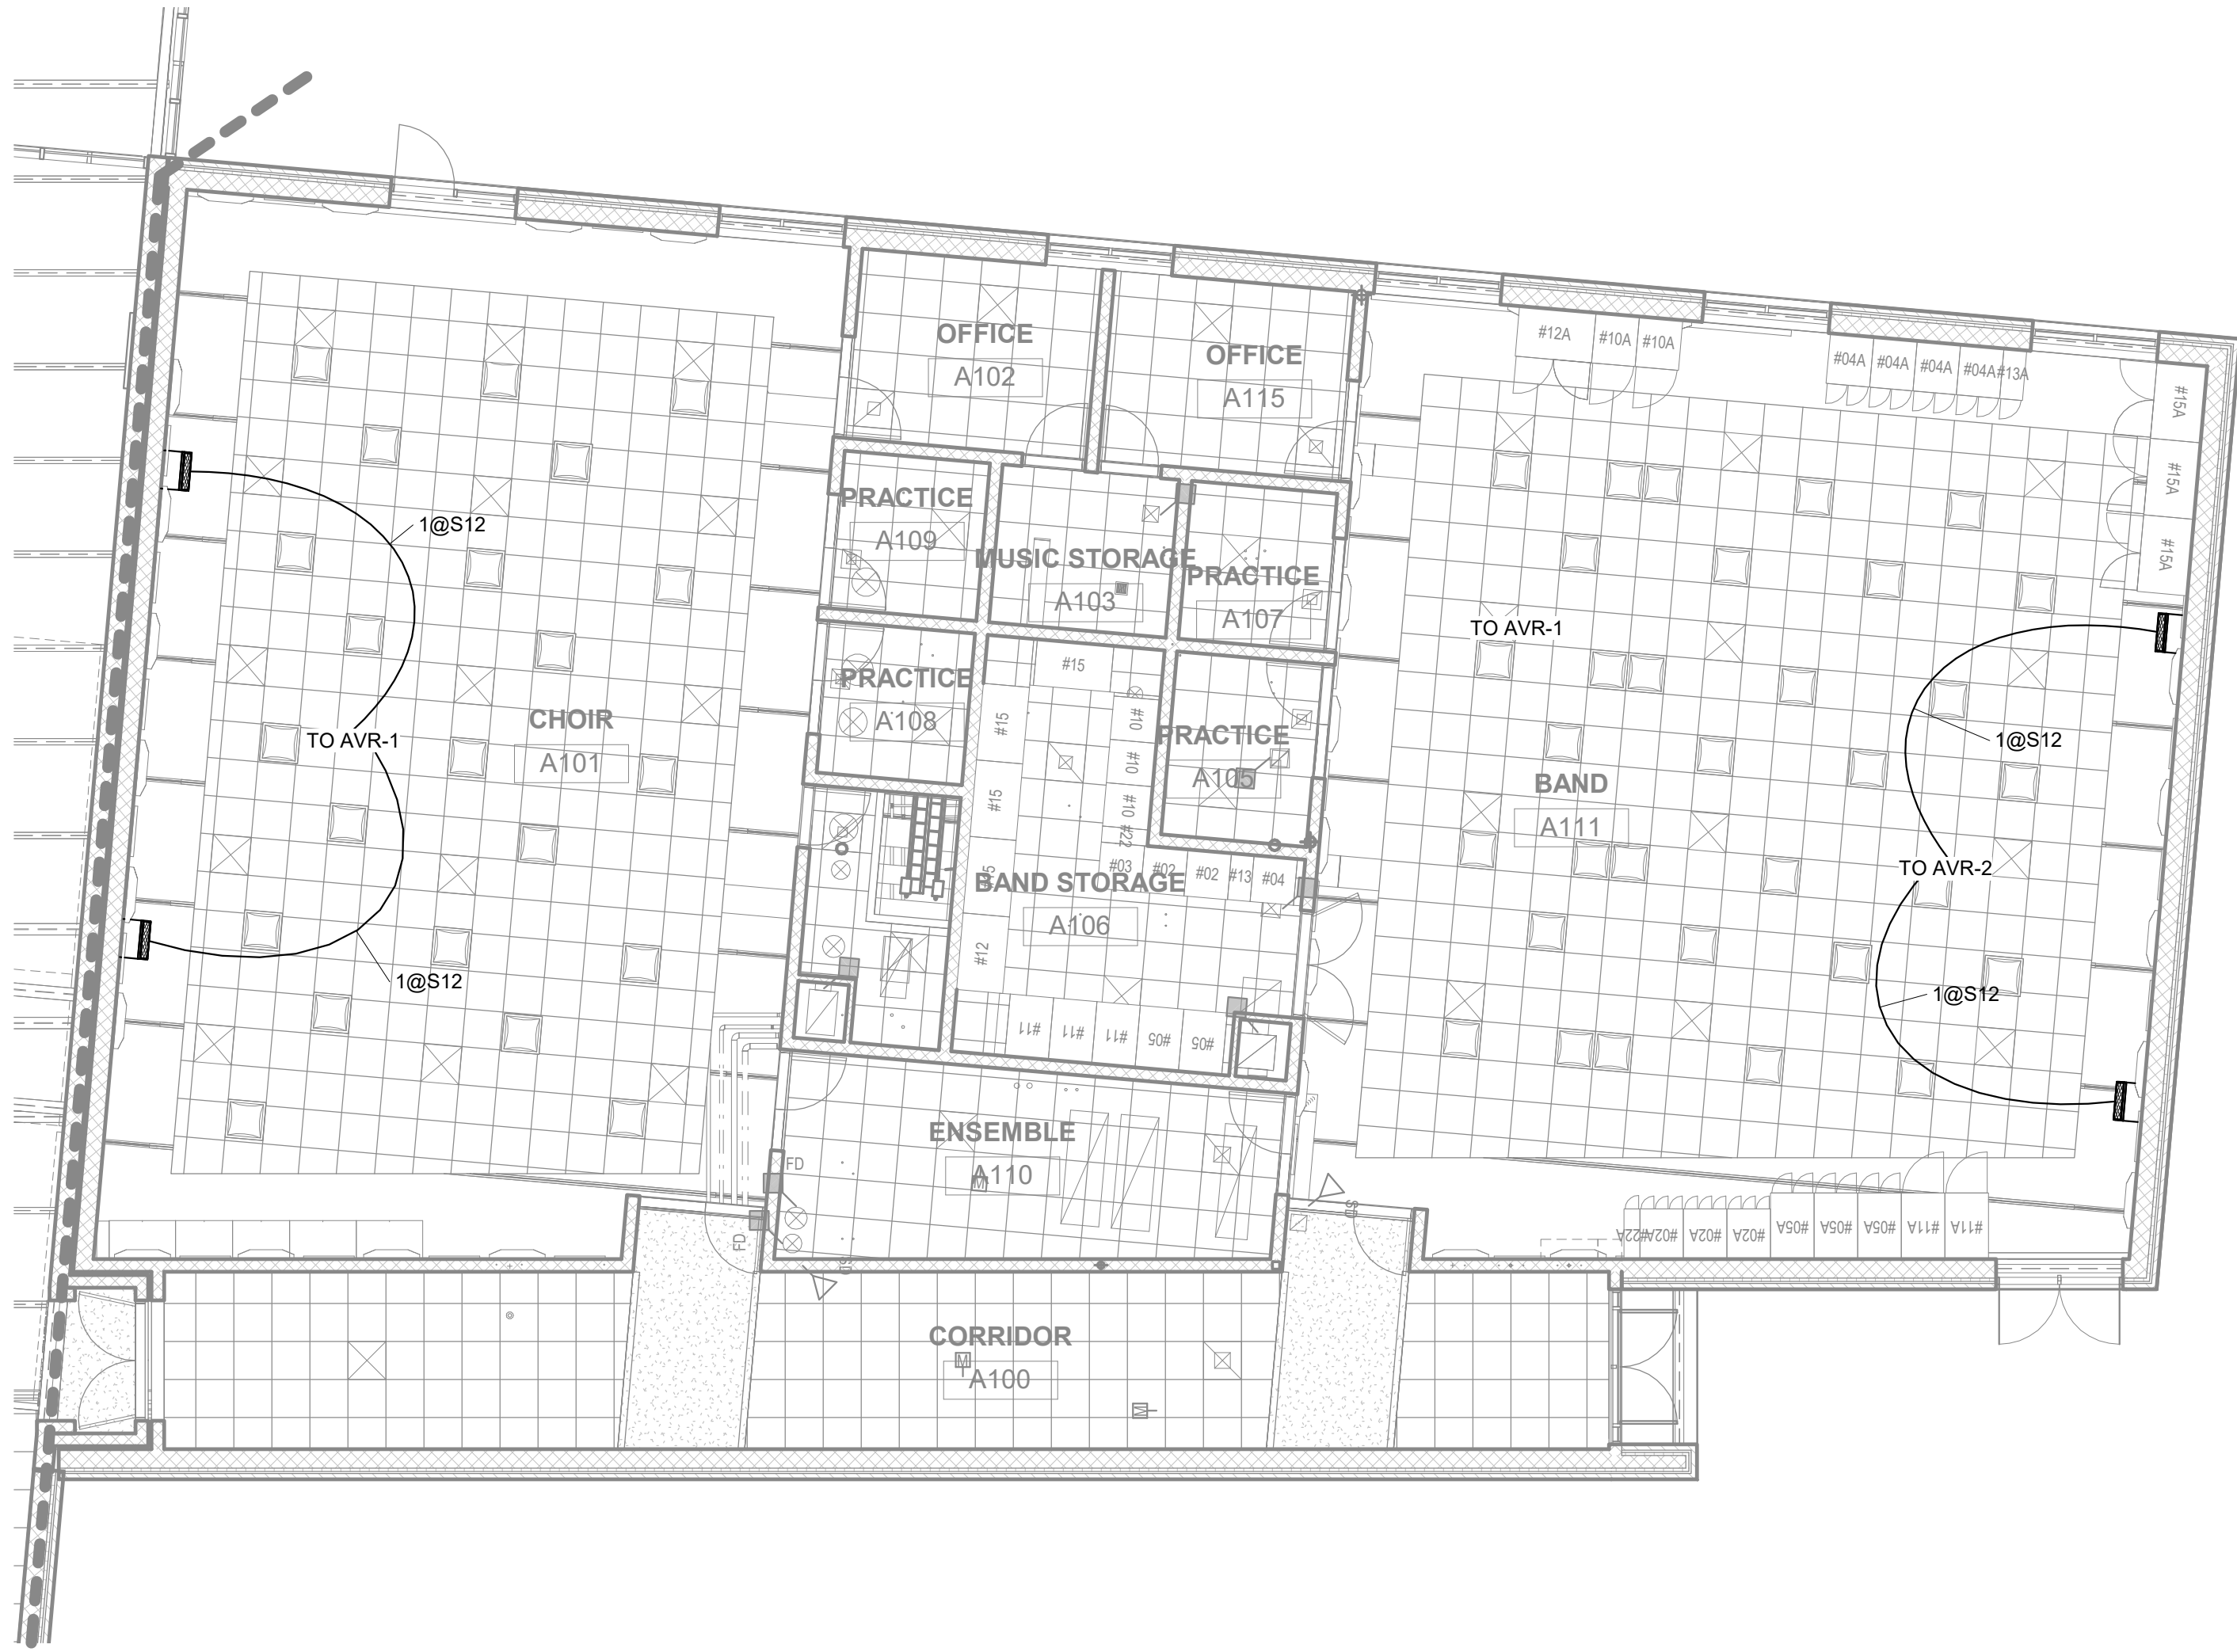 OFFICE
A102
OFFICE
A115
#12A
#10A
#10A
#04A
#04A
#04A
#04A
#13A
#15A
#15A
#15A
1@S12
PRACTICE
A109
MUSIC STORAGE
A103
PRACTICE
A107
TO AVR-1
PRACTICE
A108
#15
#15
#10
#10
#10
#22
#15
#15
#12
PRACTICE
A105
CHOIR
A101
TO AVR-1
1@S12
BAND
A111
TO AVR-2
#03
#02
#02
#13
#04
BAND STORAGE
A106
1@S12
1@S12
#11
#11
#11
#05
#05
ENSEMBLE
A110
M
FD
FD
#22A
#02A
#02A
#02A
#05A
#05A
#05A
#11A
#11A
CORRIDOR
A100
M
M